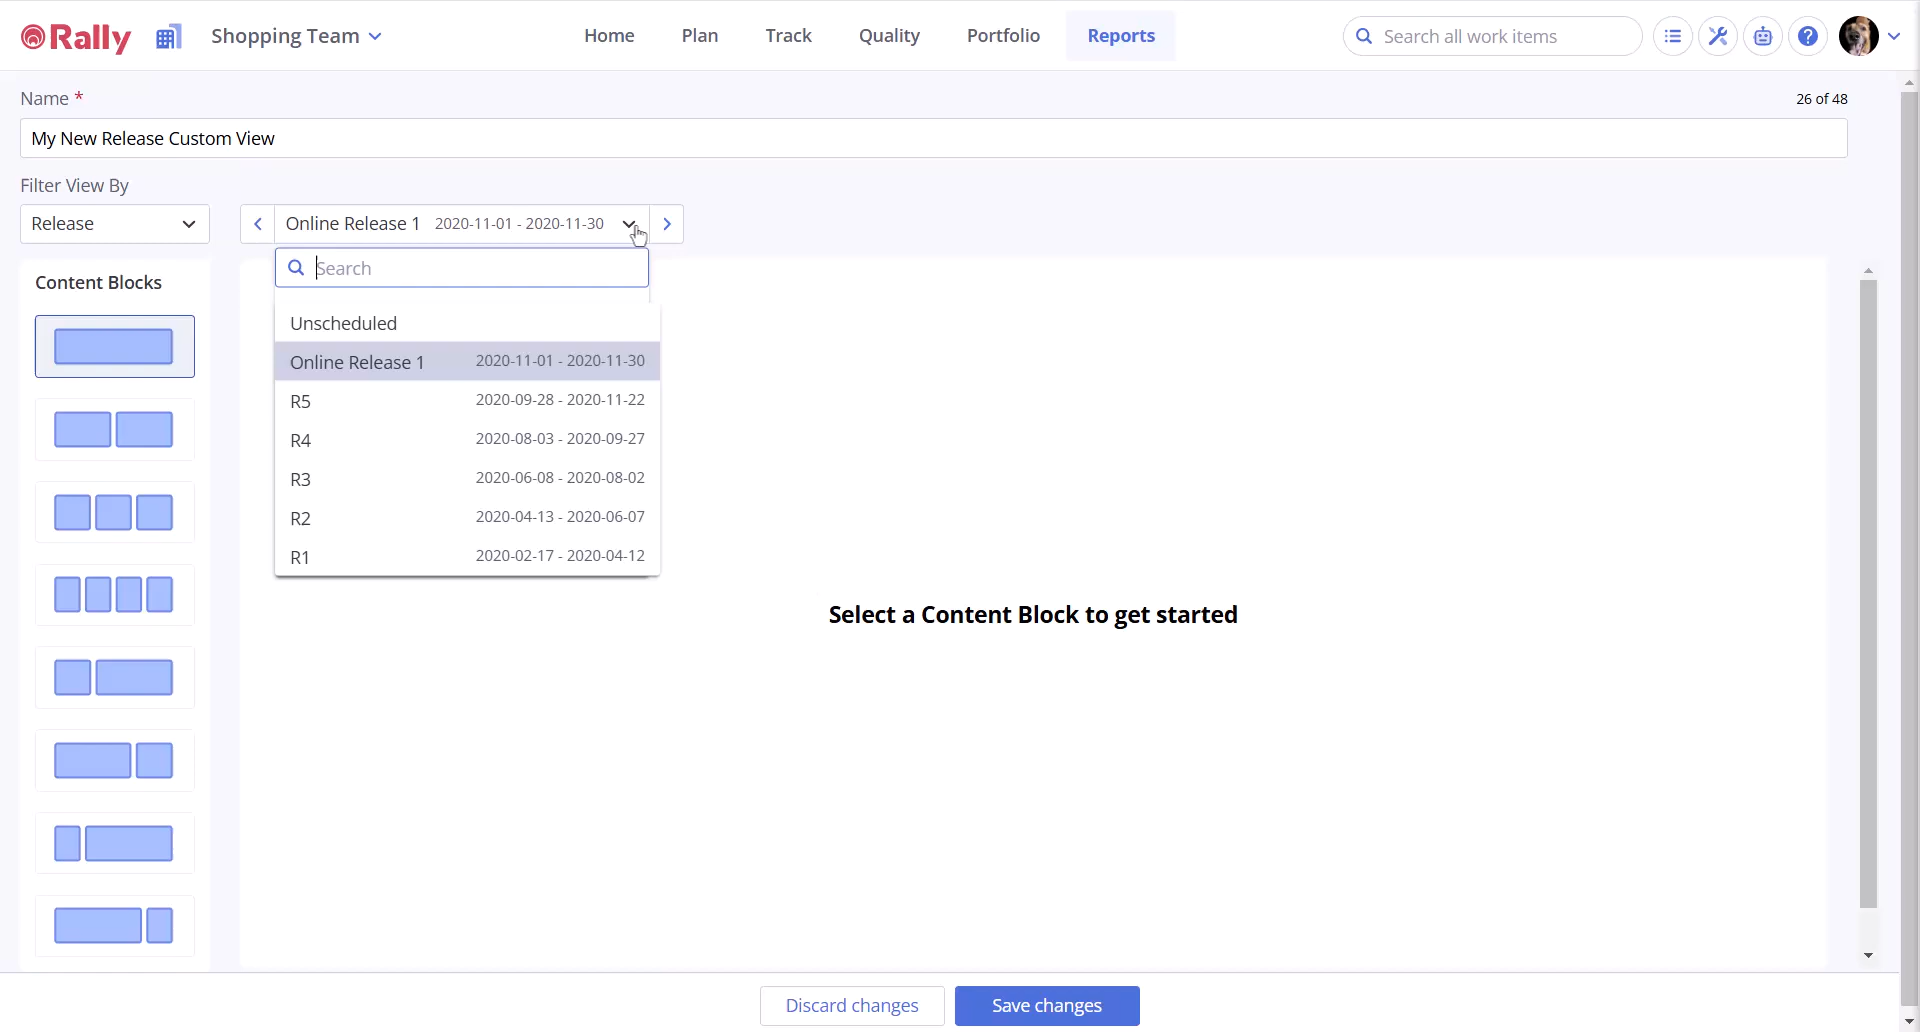 Rally Shopping Team Home Plan Track Quality Portfolio Reports Search all work items ?
Name * 26 of 48
My New Release Custom View
Filter View By
Release Online Release 1 2020-11-01 - 2020-11-30
Search
Content Blocks
Unscheduled
Online Release 1 2020-11-01 - 2020-11-30
R5 2020-09-28 - 2020-11-22
R4 2020-08-03 - 2020-09-27
R3 2020-06-08 - 2020-08-02
R2 2020-04-13 - 2020-06-07
R1 2020-02-17 - 2020-04-12
Select a Content Block to get started
Discard changes Save changes